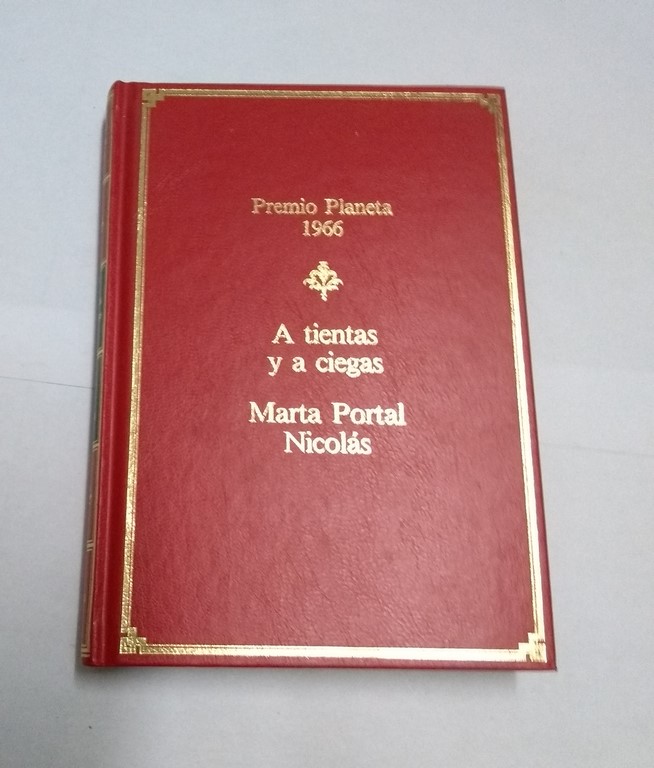 Premio Planeta
1966
A tientas
y a ciegas
Marta Portal
Nicolás